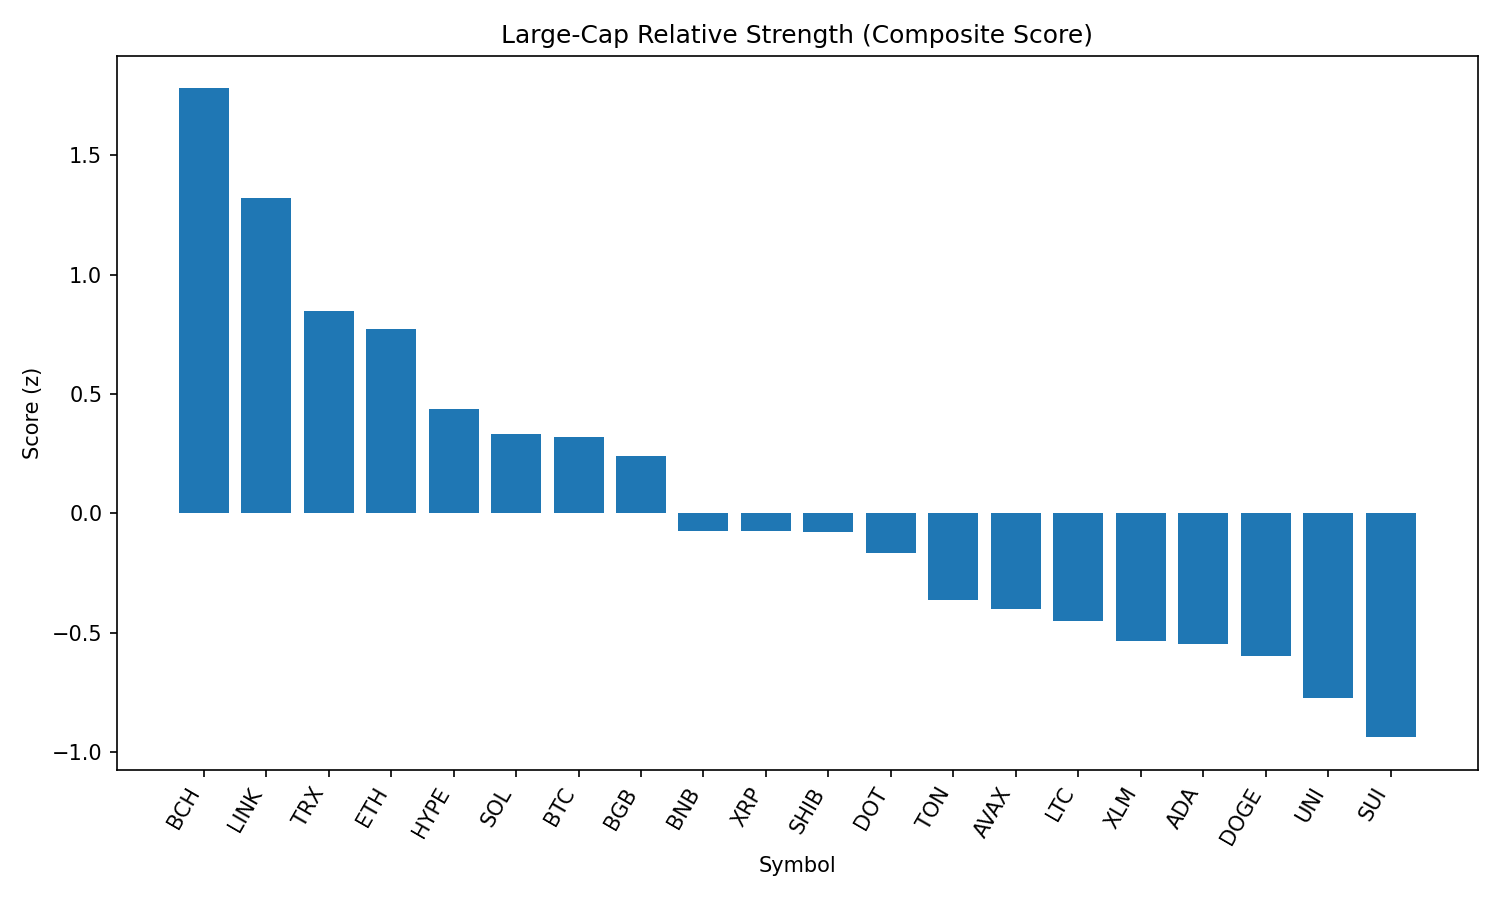 Large-Cap Relative Strength (Composite Score)
Score (z)
1.5
1.0
0.5
0.0
−0.5
−1.0
BCH
LINK
TRX
ETH
HYPE
SOL
BTC
BGB
BNB
XRP
SHIB
DOT
TON
AVAX
LTC
XLM
ADA
DOGE
UNI
SUI
Symbol